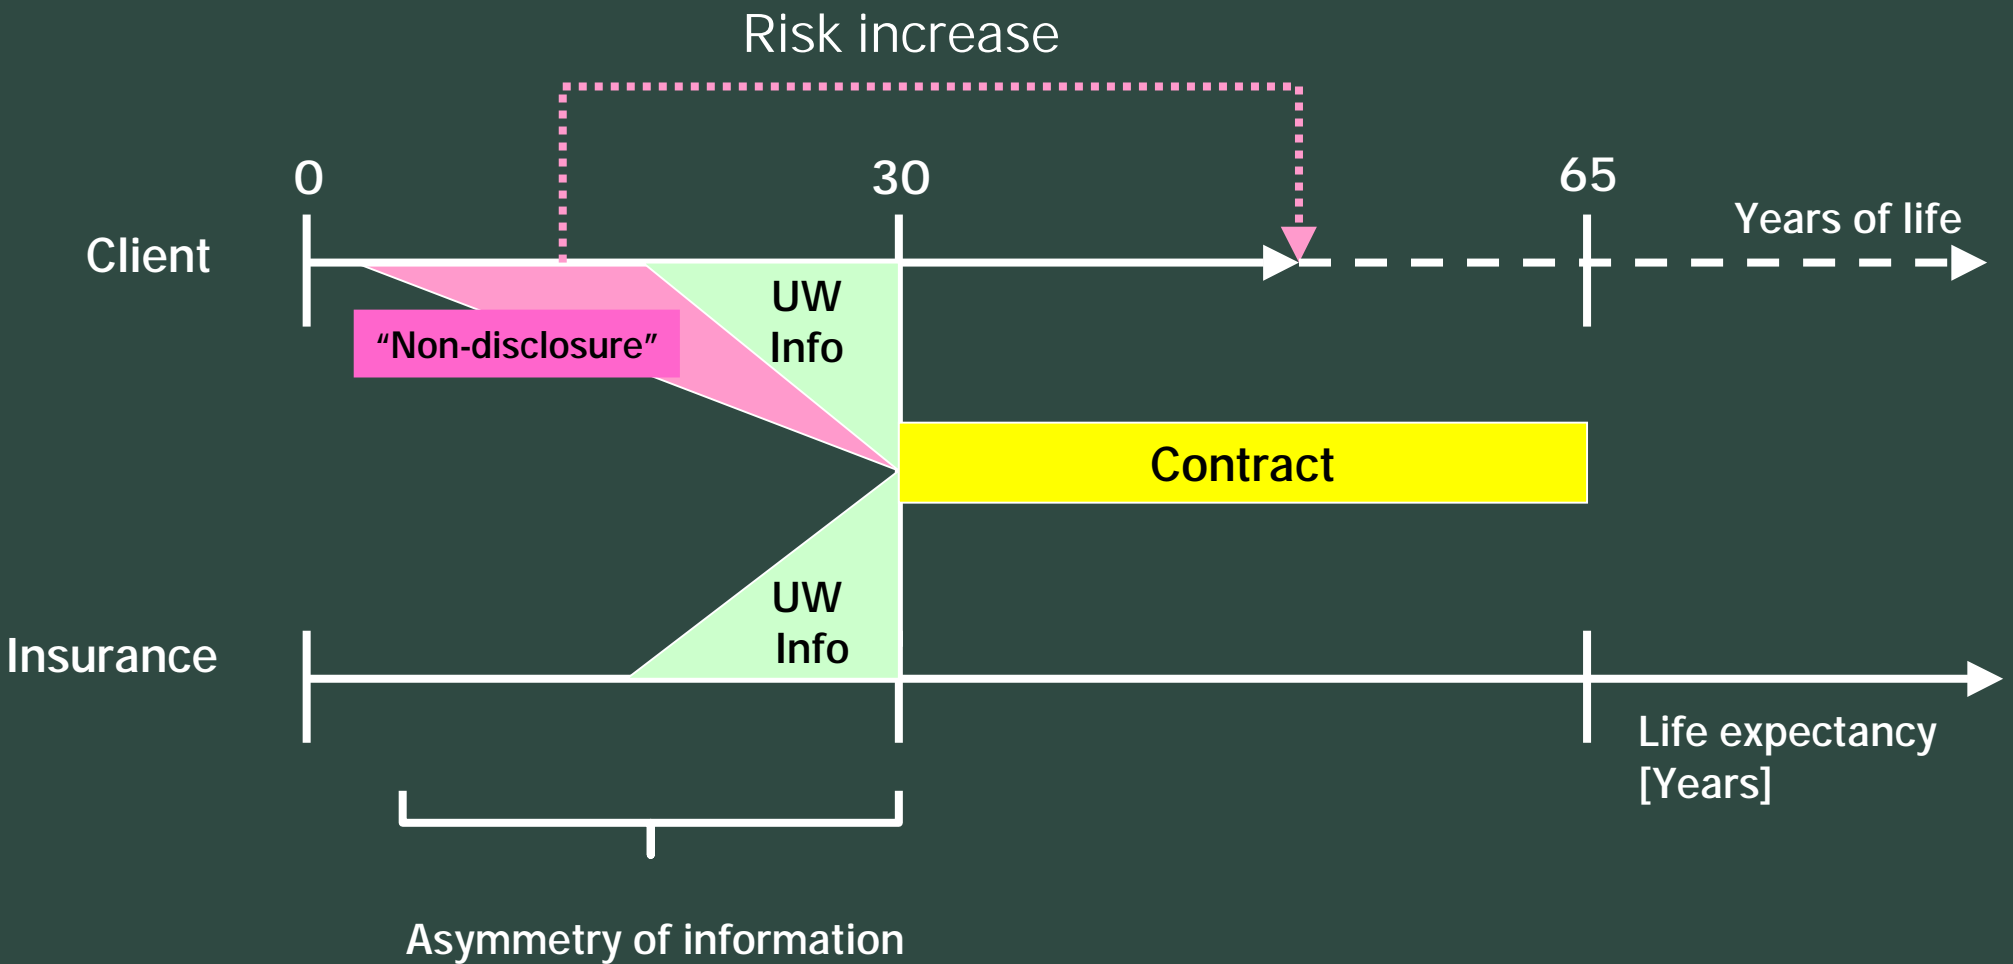 Risk increase
0
30
65
Years of life
Client
UW
Info
“Non-disclosure”
Contract
UW
Info
Insurance
Life expectancy
[Years]
Asymmetry of information